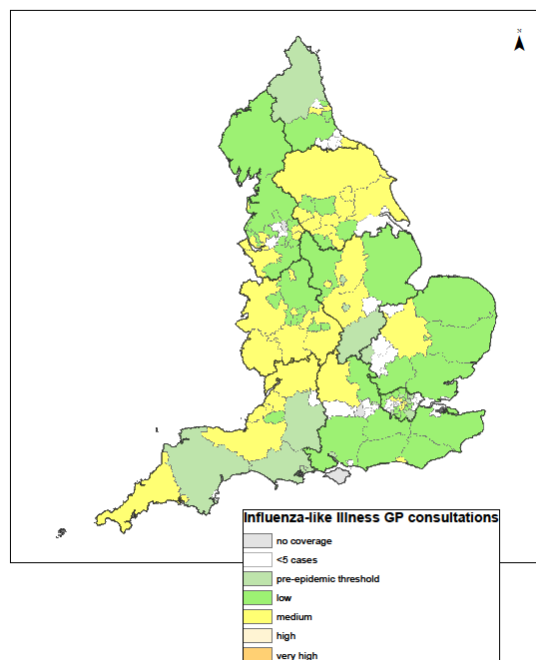 N
Influenza-like Illness GP consultations
no coverage
<5 cases
pre-epidemic threshold
low
medium
high
very high